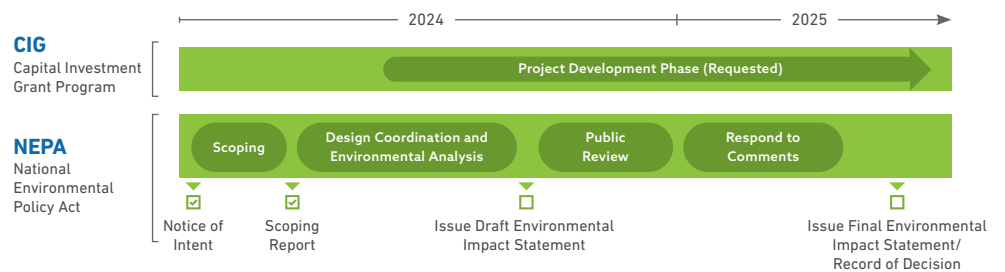 2024
2025
CIG
Capital Investment
Grant Program
Project Development Phase (Requested)
NEPA
National
Environmental
Policy Act
Scoping
Design Coordination and
Environmental Analysis
Public
Review
Respond to
Comments
Notice of
Intent
Scoping
Report
Issue Draft Environmental
Impact Statement
Issue Final Environmental
Impact Statement/
Record of Decision